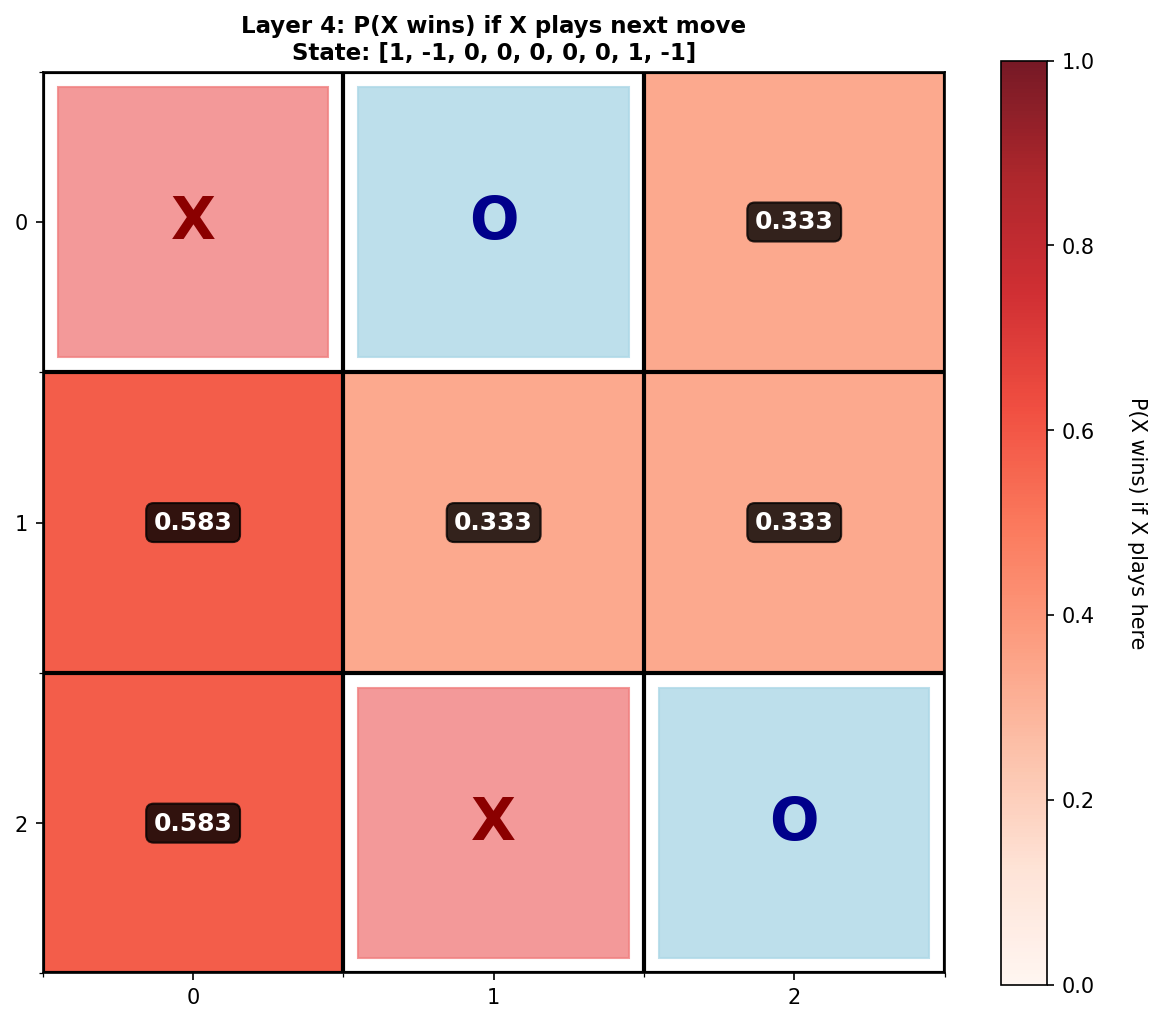 Layer 4: P(X wins) if X plays next move
State: [1, -1, 0, 0, 0, 0, 0, 1, -1]
X
O
0.333
0.583
0.333
0.333
0.583
X
O
0
1
2
0
1
2
1.0
0.8
0.6
0.4
0.2
0.0
P(X wins) if X plays here